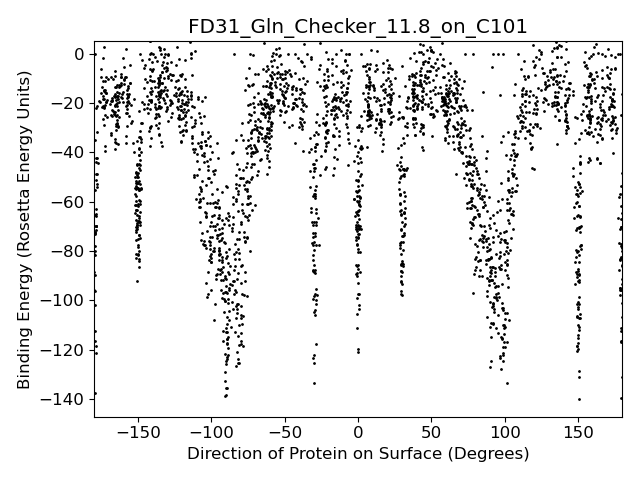 FD31_Gln_Checker_11.8_on_C101
Binding Energy (Rosetta Energy Units)
0
−20
−40
−60
−80
−100
−120
−140
−150 −100 −50 0 50 100 150
Direction of Protein on Surface (Degrees)